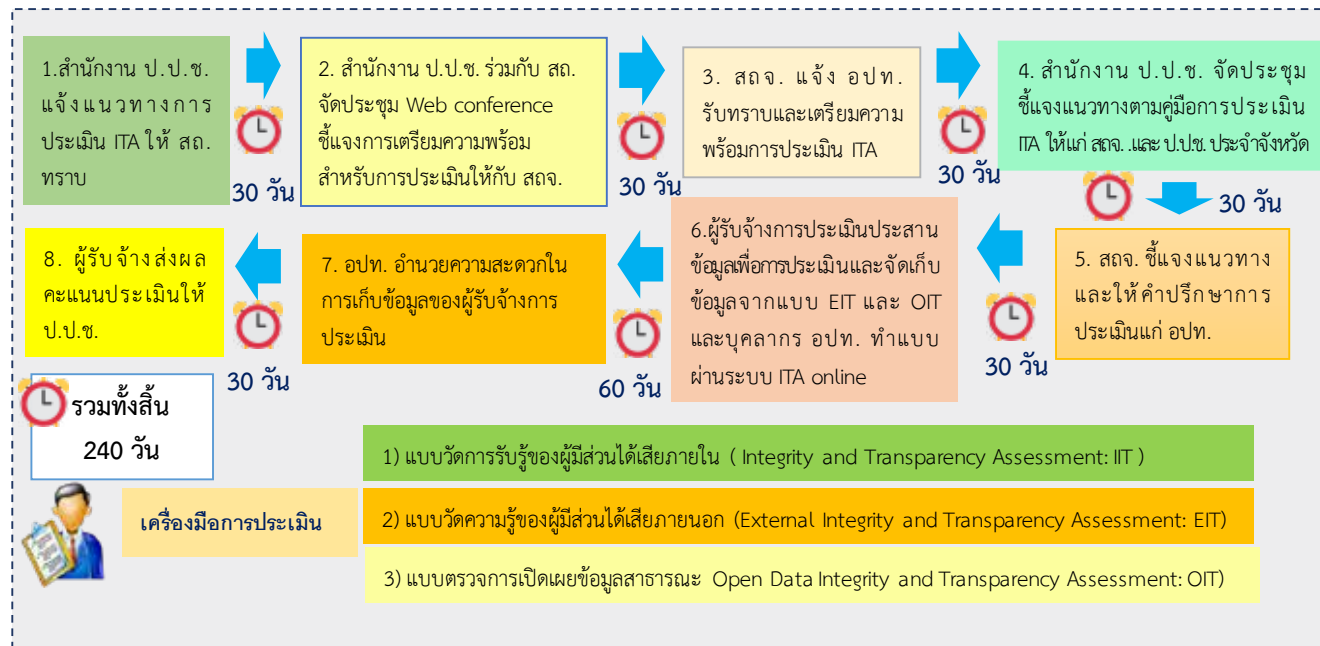 1.สำนักงาน ป.ป.ช.
แจ้งแนวทางการ
ประเมิน ITA ให้ สถ.
ทราบ
30 วัน
2. สำนักงาน ป.ป.ช. ร่วมกับ สถ.
จัดประชุม Web conference
ชี้แจงการเตรียมความพร้อม
สำหรับการประเมินให้กับ สถจ.
30 วัน
3. สถจ. แจ้ง อปท.
รับทราบและเตรียมความ
พร้อมการประเมิน ITA
30 วัน
4. สำนักงาน ป.ป.ช. จัดประชุม
ชี้แจงแนวทางตามคู่มือการประเมิน
ITA ให้แก่ สถจ. .และ ป.ป.ช. ประจำจังหวัด
30 วัน
5. สถจ. ชี้แจงแนวทาง
และให้คำปรึกษาการ
ประเมินแก่ อปท.
30 วัน
6.ผู้รับจ้างการประเมินประสาน
ข้อมูลเพื่อการประเมินและจัดเก็บ
ข้อมูลจากแบบ EIT และ OIT
และบุคลากร อปท. ทำแบบ
ผ่านระบบ ITA online
60 วัน
7. อปท. อำนวยความสะดวกใน
การเก็บข้อมูลของผู้รับจ้างการ
ประเมิน
30 วัน
8. ผู้รับจ้างส่งผล
คะแนนประเมินให้
ป.ป.ช.
รวมทั้งสิ้น
240 วัน
เครื่องมือการประเมิน
1) แบบวัดการรับรู้ของผู้มีส่วนได้เสียภายใน ( Integrity and Transparency Assessment: IIT )
2) แบบวัดความรู้ของผู้มีส่วนได้เสียภายนอก (External Integrity and Transparency Assessment: EIT)
3) แบบตรวจการเปิดเผยข้อมูลสาธารณะ Open Data Integrity and Transparency Assessment: OIT)